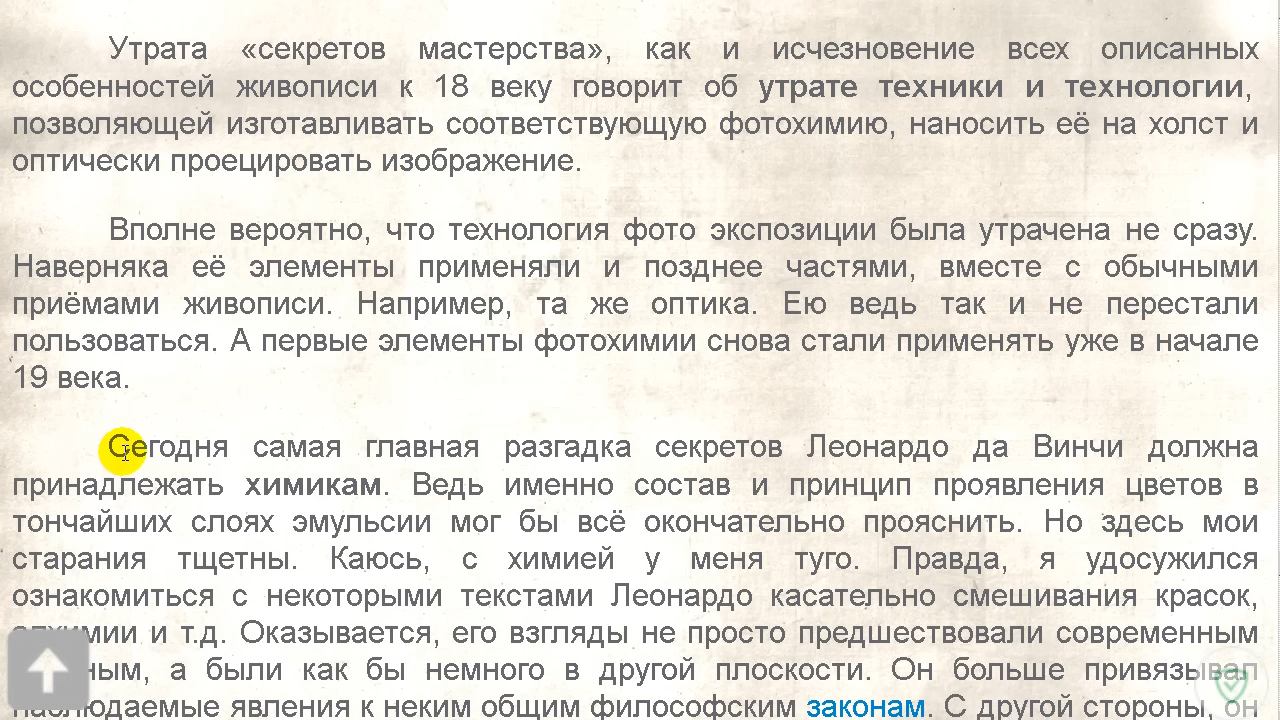 Утрата «секретов мастерства», как и исчезновение всех описанных
особенностей живописи к 18 веку говорит об утрате техники и технологии,
позволяющей изготавливать соответствующую фотохимию, наносить её на холст и
оптически проецировать изображение.
Вполне вероятно, что технология фото экспозиции была утрачена не сразу.
Наверняка её элементы применяли и позднее частями, вместе с обычными
приёмами живописи. Например, та же оптика. Ею ведь так и не перестали
пользоваться. А первые элементы фотохимии снова стали применять уже в начале
19 века.
Сегодня самая главная разгадка секретов Леонардо да Винчи должна
принадлежать химикам. Ведь именно состав и принцип проявления цветов в
тончайших слоях эмульсии мог бы всё окончательно прояснить. Но здесь мои
старания тщетны. Каюсь, с химией у меня туго. Правда, я удосужился
ознакомиться с некоторыми текстами Леонардо касательно смешивания красок,
алхимии и т.д. Оказывается, его взгляды не просто предшествовали современным
а были как бы немного в другой плоскости. Он больше привязывал
наблюдаемые явления к неким общим философским законам. С другой стороны, он